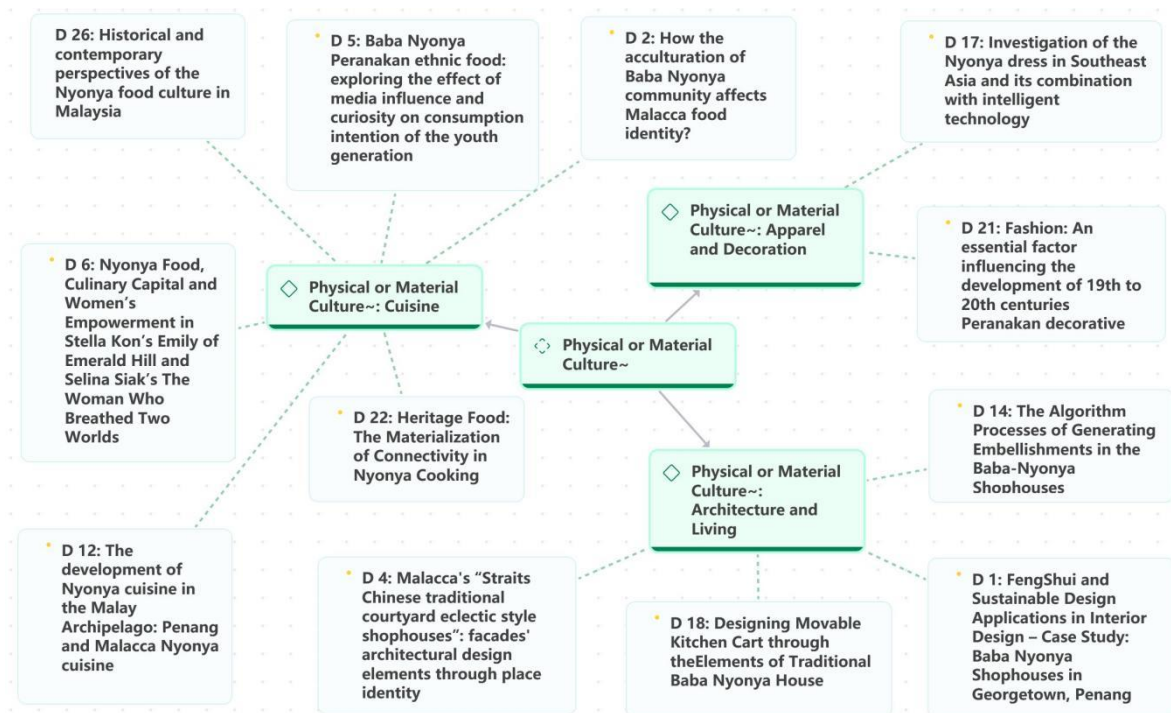 D 26: Historical and
contemporary
perspectives of the
Nyonya food culture in
Malaysia
D 5: Baba Nyonya
Peranakan ethnic food:
exploring the effect of
media influence and
curiosity on consumption
intention of the youth
generation
D 2: How the
acculturation of
Baba Nyonya
community affects
Malacca food
identity?
D 17: Investigation of the
Nyonya dress in Southeast
Asia and its combination
with intelligent
technology
Physical or Material
Culture~: Apparel
and Decoration
D 21: Fashion: An
essential factor
influencing the
development of 19th to
20th centuries
Peranakan decorative
D 6: Nyonya Food,
Culinary Capital and
Women's
Empowerment in
Stella Kon's Emily of
Emerald Hill and
Selina Siak's The
Woman Who
Breathed Two
Worlds
Physical or Material
Culture~: Cuisine
Physical or Material
Culture~
D 22: Heritage Food:
The Materialization
of Connectivity in
Nyonya Cooking
D 14: The Algorithm
Processes of Generating
Embellishments in the
Baba-Nyonya
Shophouses
Physical or Material
Culture~:
Architecture and
Living
D 12: The
development of
Nyonya cuisine in
the Malay
Archipelago: Penang
and Malacca Nyonya
cuisine
D 4: Malacca's “Straits
Chinese traditional
courtyard eclectic style
shophouses”: facades'
architectural design
elements through place
identity
D 18: Designing Movable
Kitchen Cart through
theElements of Traditional
Baba Nyonya House
D 1: FengShui and
Sustainable Design
Applications in Interior
Design – Case Study:
Baba Nyonya
Shophouses in
Georgetown, Penang